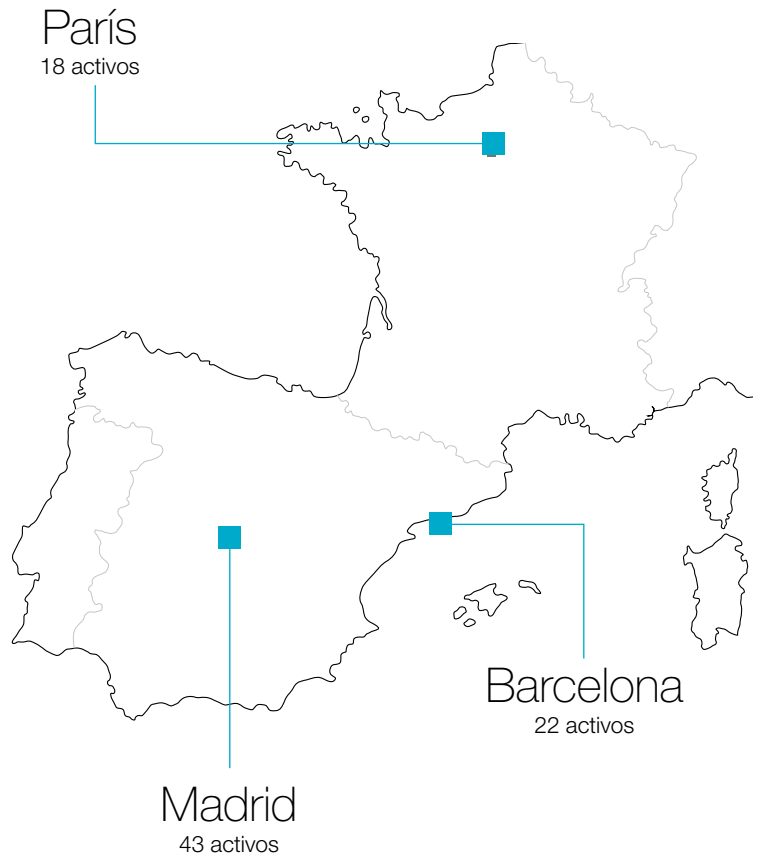 París
18 activos
Barcelona
22 activos
Madrid
43 activos